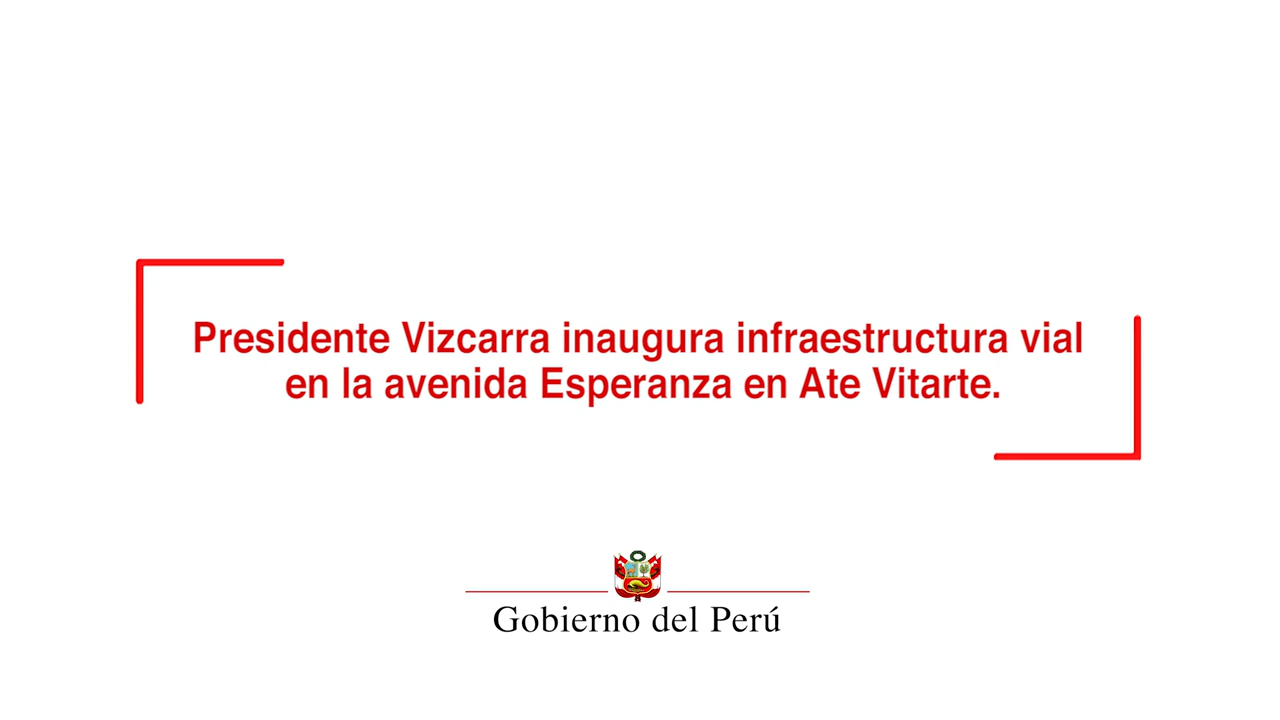 Presidente Vizcarra inaugura infraestructura vial
en la avenida Esperanza en Ate Vitarte.
Gobierno del Perú